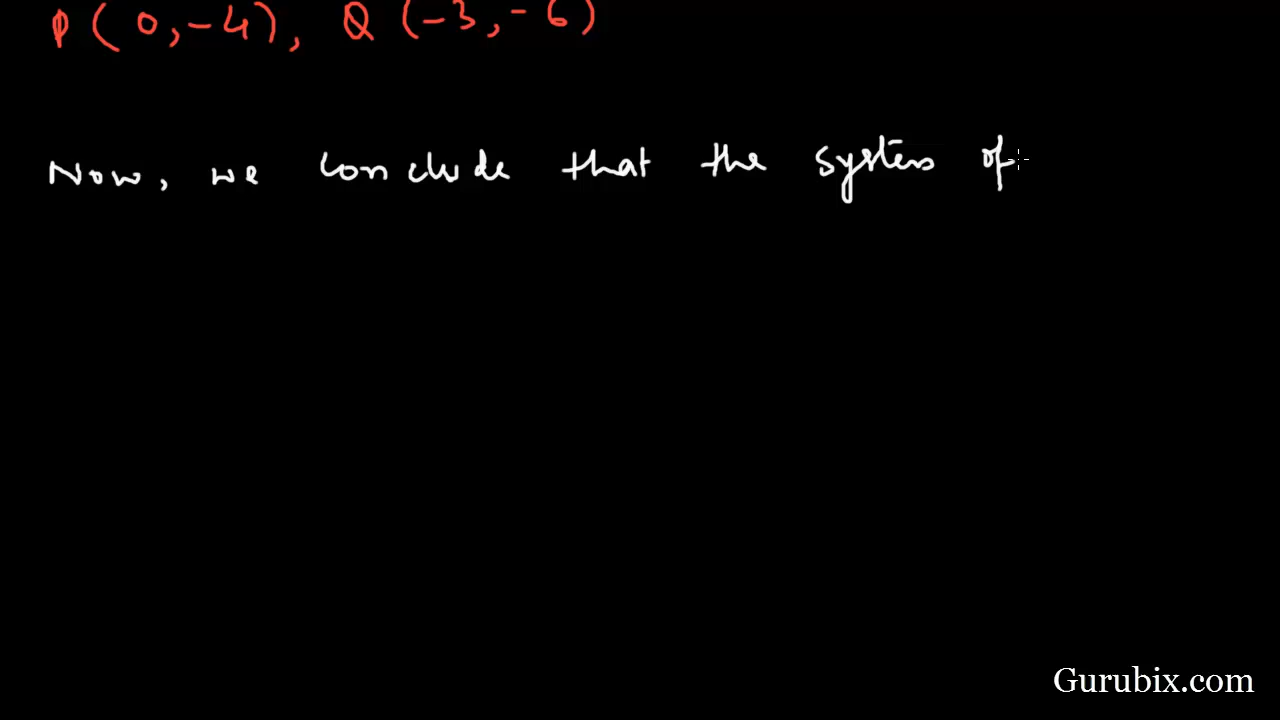 P(0,-4), Q(-3,-6)
Now, we conclude that the system of
Gurubix.com